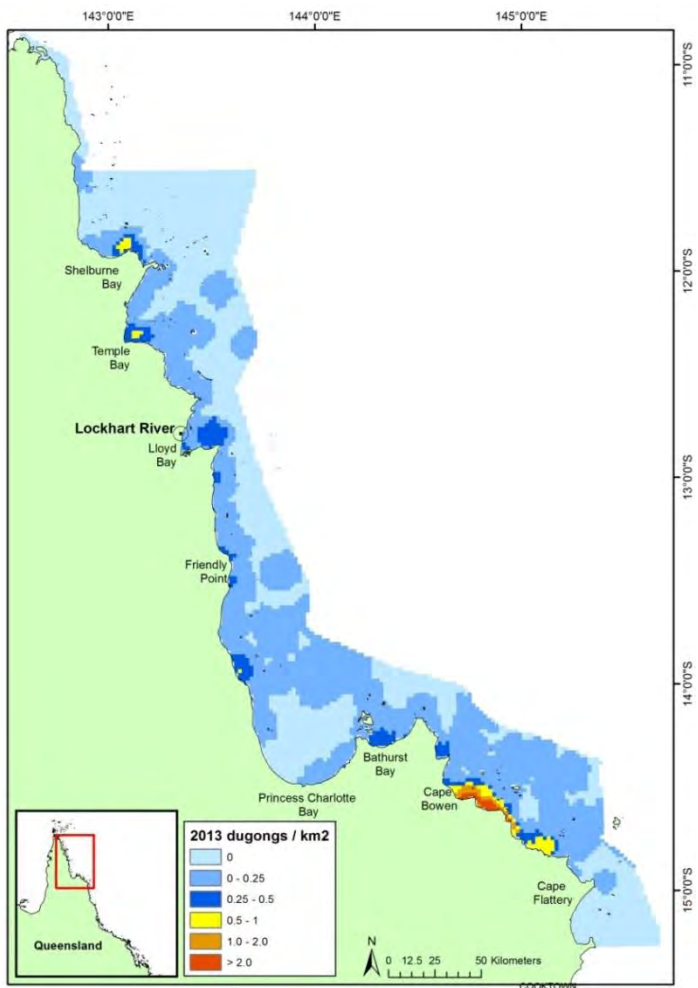 143°0'0"E
144°0'0"E
145°0'0"E
11°0'0"S
12°0'0"S
13°0'0"S
14°0'0"S
15°0'0"S
Shelburne
Bay
Temple
Bay
Lockhart River
Lloyd
Bay
Friendly
Point
Princess Charlotte
Bay
Bathurst
Bay
Cape
Bowen
Cape
Flattery
Queensland
2013 dugongs / km2
0
0 - 0.25
0.25 - 0.5
0.5 - 1
1.0 - 2.0
> 2.0
N
0 12.5 25 50 Kilometers